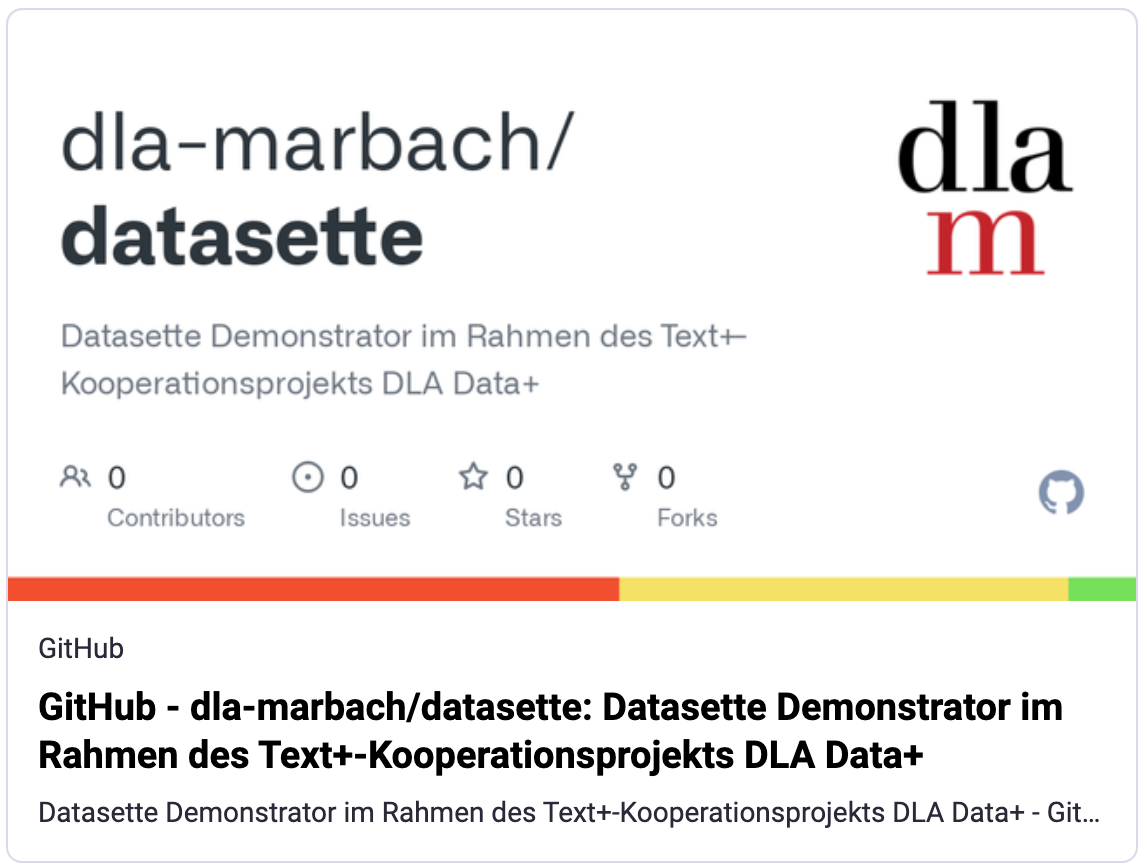 dla-marbach/
datasette
dla
m
Datasette Demonstrator im Rahmen des Text+-
Kooperationsprojekts DLA Data+
0 0 0 0
Contributors Issues Stars Forks
GitHub
GitHub - dla-marbach/datasette: Datasette Demonstrator im
Rahmen des Text+-Kooperationsprojekts DLA Data+
Datasette Demonstrator im Rahmen des Text+-Kooperationsprojekts DLA Data+ - Git...